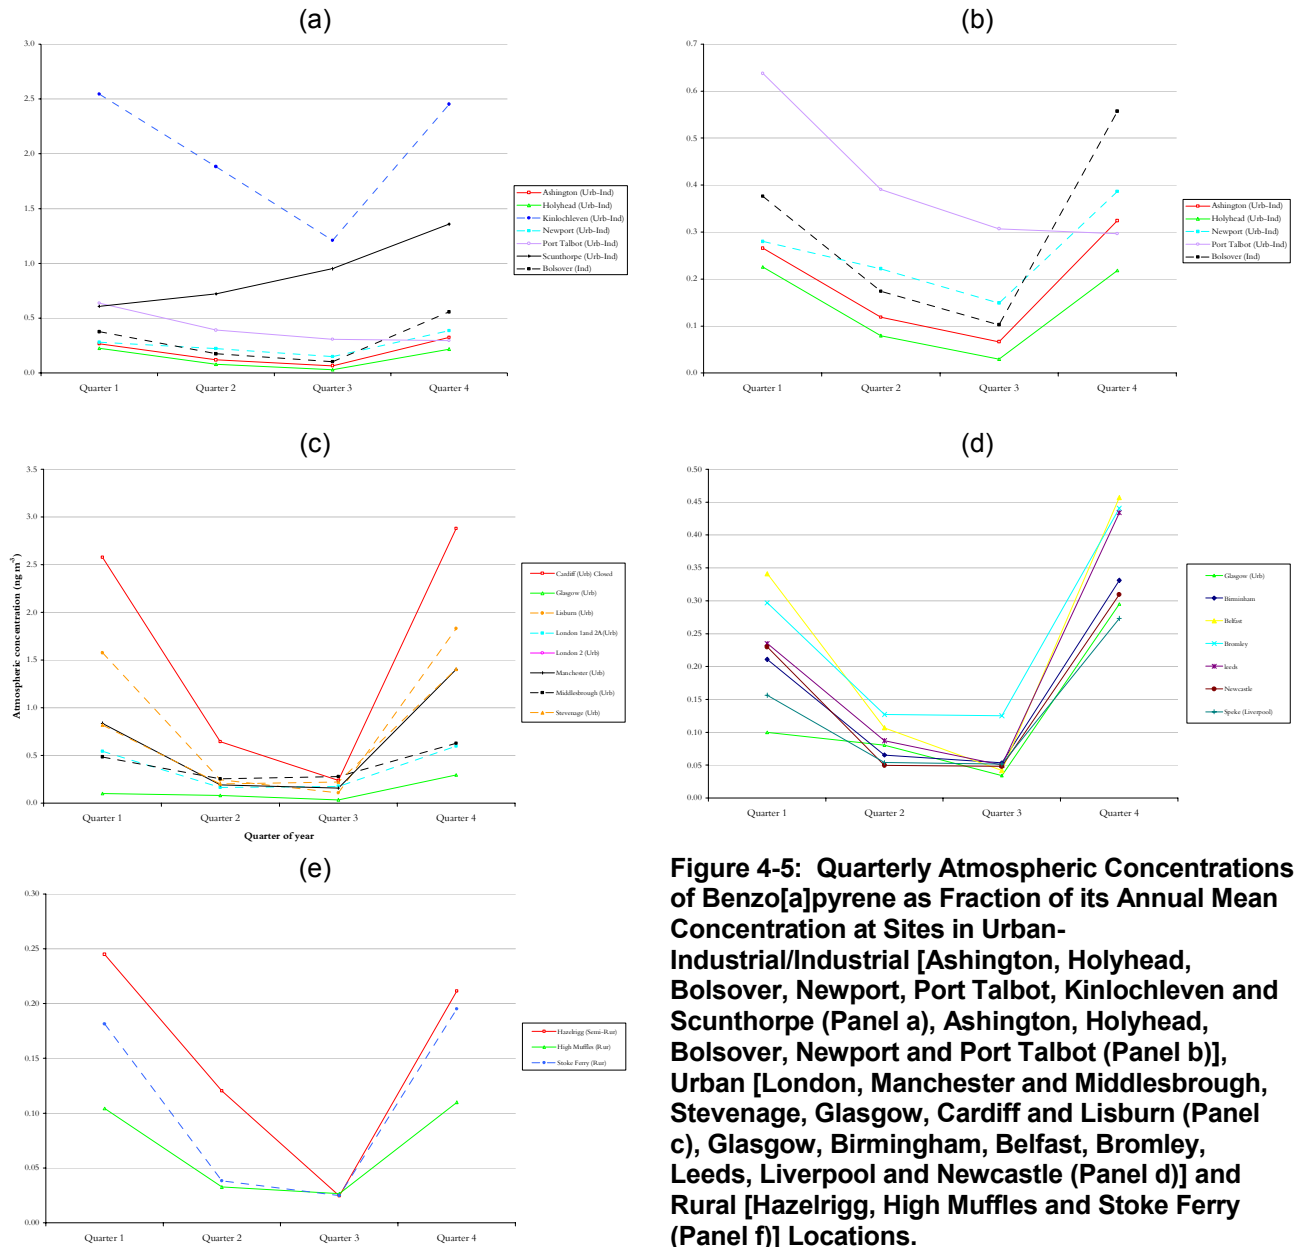 (a)
3.0
2.5
2.0
1.5
1.0
0.5
0.0
Quarter 1
Quarter 2
Quarter 3
Quarter 4
Ashington (Urb-Ind)
Holyhead (Urb-Ind)
Kinlochleven (Urb-Ind)
Newport (Urb-Ind)
Port Talbot (Urb-Ind)
Scunthorpe (Urb-Ind)
Bolsover (Ind)
(b)
0.7
0.6
0.5
0.4
0.3
0.2
0.1
0.0
Quarter 1
Quarter 2
Quarter 3
Quarter 4
Ashington (Urb-Ind)
Holyhead (Urb-Ind)
Newport (Urb-Ind)
Port Talbot (Urb-Ind)
Bolsover (Ind)
(c)
Atmospheric concentration (ng m⁻³)
3.5
3.0
2.5
2.0
1.5
1.0
0.5
0.0
Quarter 1
Quarter 2
Quarter 3
Quarter 4
Quarter of year
Cardiff (Urb) Closed
Glasgow (Urb)
Lisburn (Urb)
London 1and 2A(Urb)
London 2 (Urb)
Manchester (Urb)
Middlesbrough (Urb)
Stevenage (Urb)
(d)
0.50
0.45
0.40
0.35
0.30
0.25
0.20
0.15
0.10
0.05
0.00
Quarter 1
Quarter 2
Quarter 3
Quarter 4
Glasgow (Urb)
Birminham
Belfast
Bromley
leeds
Newcastle
Speke (Liverpool)
(e)
0.30
0.25
0.20
0.15
0.10
0.05
0.00
Quarter 1
Quarter 2
Quarter 3
Quarter 4
Hazelrigg (Semi-Rur)
High Muffles (Rur)
Stoke Ferry (Rur)
Figure 4-5: Quarterly Atmospheric Concentrations
of Benzo[a]pyrene as Fraction of its Annual Mean
Concentration at Sites in Urban-
Industrial/Industrial [Ashington, Holyhead,
Bolsover, Newport, Port Talbot, Kinlochleven and
Scunthorpe (Panel a), Ashington, Holyhead,
Bolsover, Newport and Port Talbot (Panel b)],
Urban [London, Manchester and Middlesbrough,
Stevenage, Glasgow, Cardiff and Lisburn (Panel
c), Glasgow, Birmingham, Belfast, Bromley,
Leeds, Liverpool and Newcastle (Panel d)] and
Rural [Hazelrigg, High Muffles and Stoke Ferry
(Panel f)] Locations.